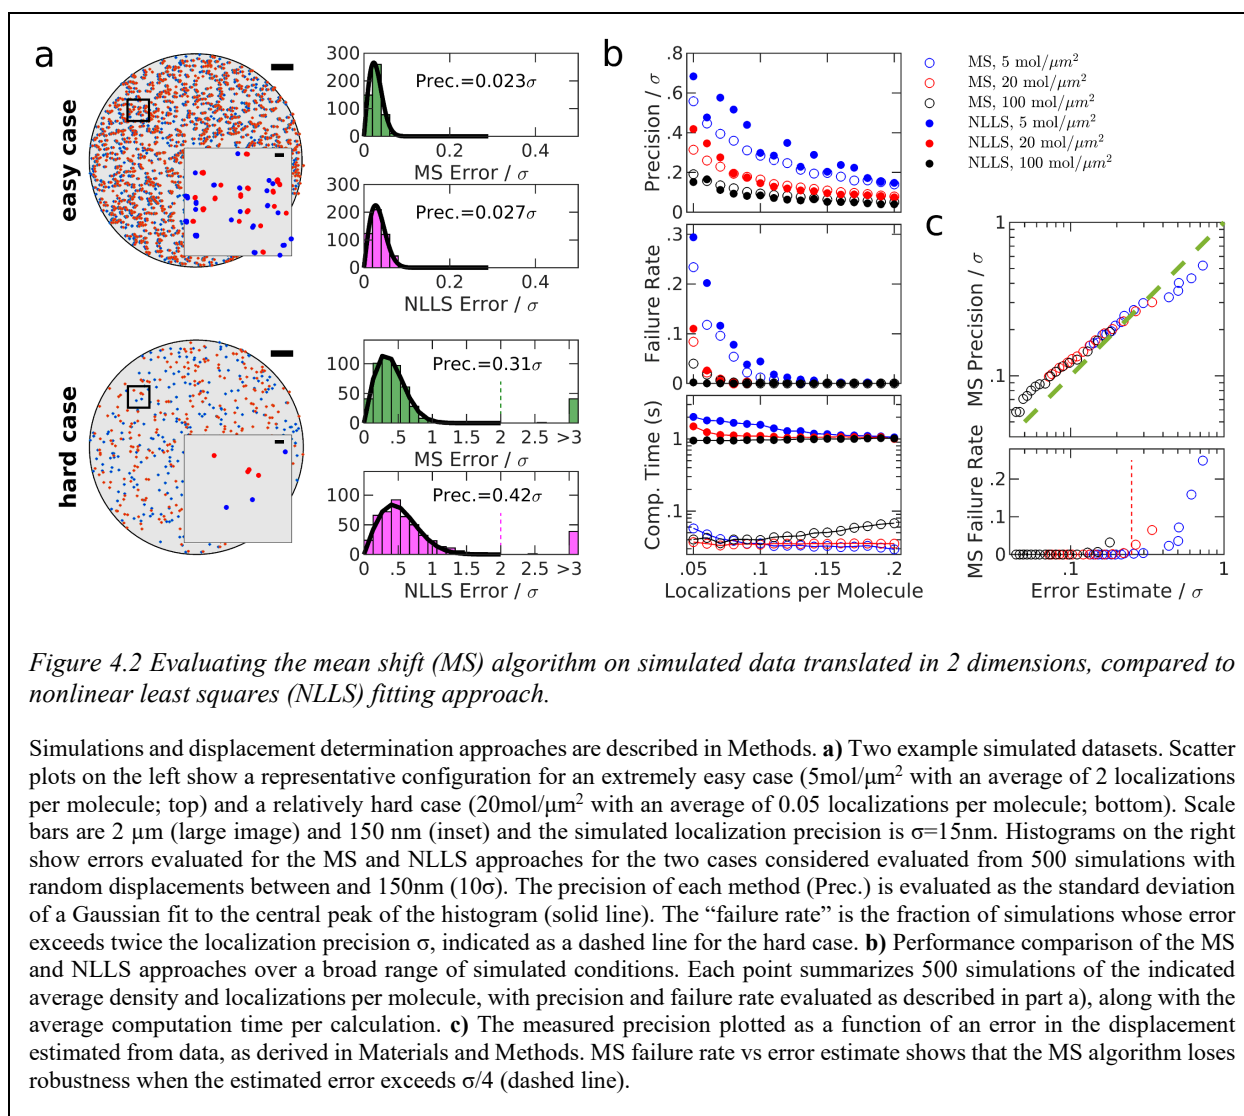 a
easy case
300
200
100
0
Prec.=0.023σ
0
0.2
0.4
MS Error / σ
300
200
100
0
Prec.=0.027σ
0
0.2
0.4
NLLS Error / σ
hard case
100
50
0
Prec.=0.31σ
0 .5 1 1.5 2 2.5 >3
MS Error / σ
100
50
0
Prec.=0.42σ
0 .5 1 1.5 2 2.5 >3
NLLS Error / σ
b
Precision / σ
.8
.6
.4
.2
0
Failure Rate
.3
.2
.1
0
Comp. Time (s)
1
.1
.05 .1 .15 .2
Localizations per Molecule
MS, 5 mol/μm²
MS, 20 mol/μm²
MS, 100 mol/μm²
NLLS, 5 mol/μm²
NLLS, 20 mol/μm²
NLLS, 100 mol/μm²
c
MS Precision / σ
1
.1
MS Failure Rate
.2
.1
0
.1 1
Error Estimate / σ
Figure 4.2 Evaluating the mean shift (MS) algorithm on simulated data translated in 2 dimensions, compared to
nonlinear least squares (NLLS) fitting approach.
Simulations and displacement determination approaches are described in Methods. a) Two example simulated datasets. Scatter
plots on the left show a representative configuration for an extremely easy case (5mol/μm² with an average of 2 localizations
per molecule; top) and a relatively hard case (20mol/μm² with an average of 0.05 localizations per molecule; bottom). Scale
bars are 2 μm (large image) and 150 nm (inset) and the simulated localization precision is σ=15nm. Histograms on the right
show errors evaluated for the MS and NLLS approaches for the two cases considered evaluated from 500 simulations with
random displacements between and 150nm (10σ). The precision of each method (Prec.) is evaluated as the standard deviation
of a Gaussian fit to the central peak of the histogram (solid line). The “failure rate” is the fraction of simulations whose error
exceeds twice the localization precision σ, indicated as a dashed line for the hard case. b) Performance comparison of the MS
and NLLS approaches over a broad range of simulated conditions. Each point summarizes 500 simulations of the indicated
average density and localizations per molecule, with precision and failure rate evaluated as described in part a), along with the
average computation time per calculation. c) The measured precision plotted as a function of an error in the displacement
estimated from data, as derived in Materials and Methods. MS failure rate vs error estimate shows that the MS algorithm loses
robustness when the estimated error exceeds σ/4 (dashed line).